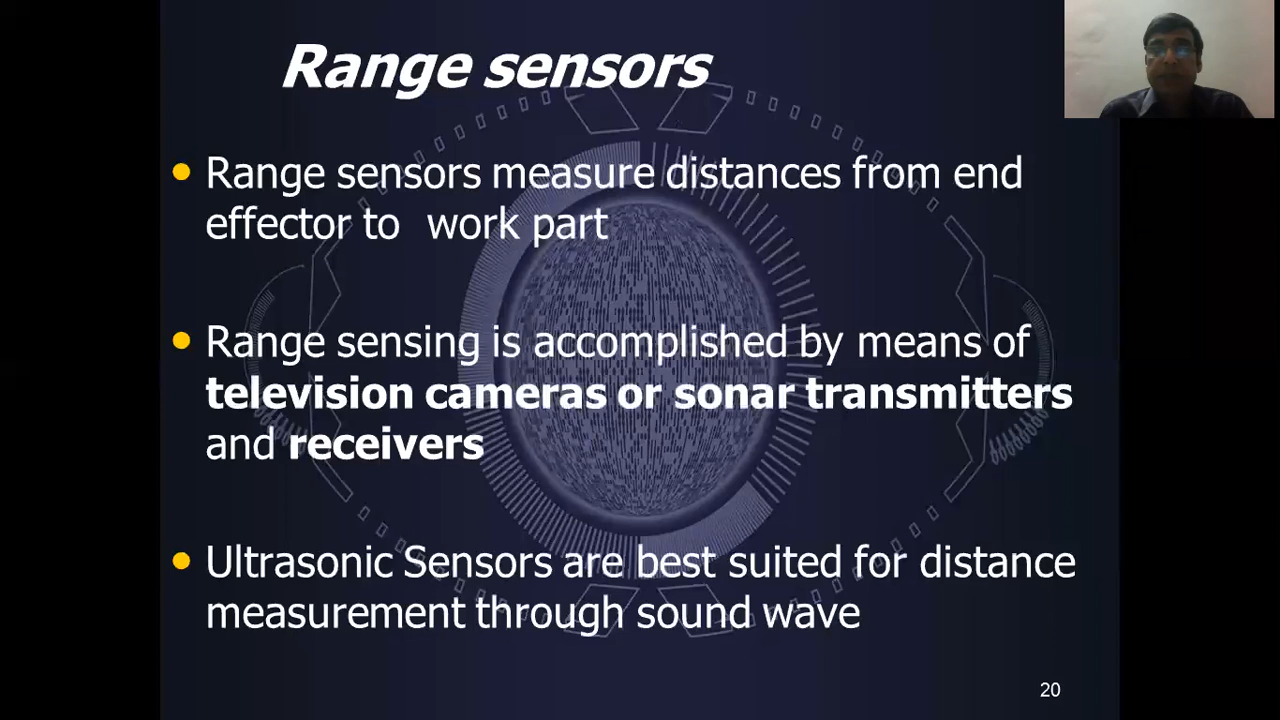 Range sensors
• Range sensors measure distances from end
effector to  work part
• Range sensing is accomplished by means of
television cameras or sonar transmitters
and receivers
• Ultrasonic Sensors are best suited for distance
measurement through sound wave
20